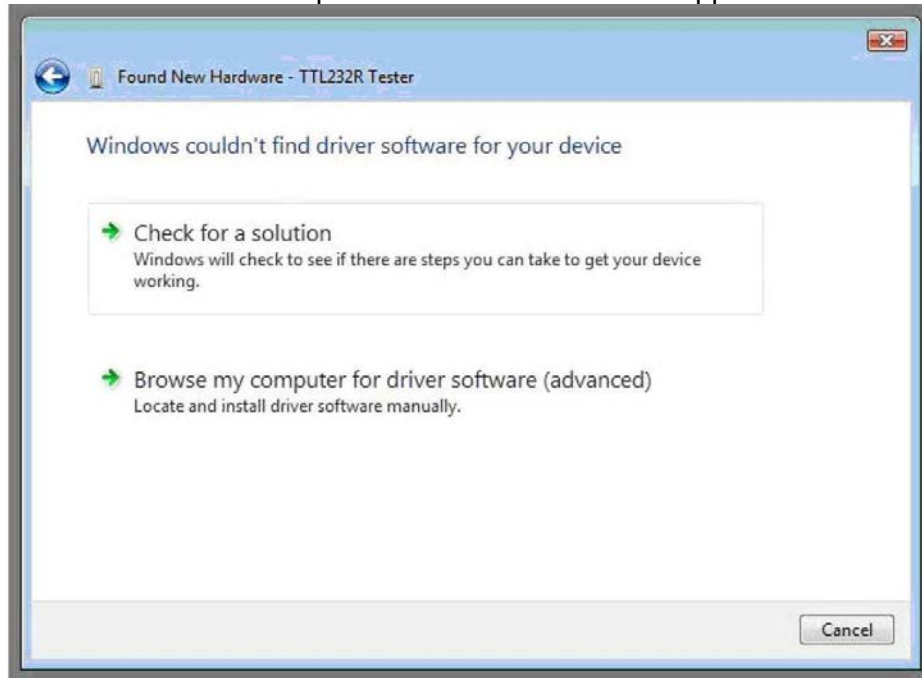 Found New Hardware - TTL232R Tester
Windows couldn't find driver software for your device
Check for a solution
Windows will check to see if there are steps you can take to get your device
working.
Browse my computer for driver software (advanced)
Locate and install driver software manually.
Cancel